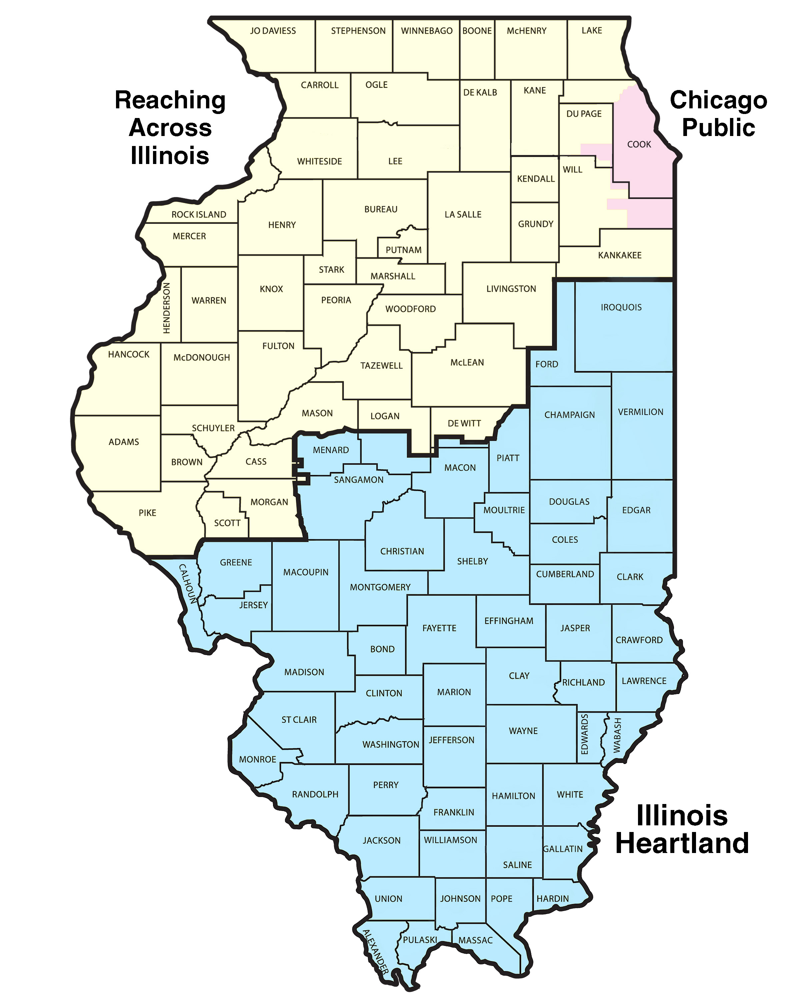 JO DAVIESS
STEPHENSON
WINNEBAGO
BOONE
McHENRY
LAKE
Reaching
Across
Illinois
CARROLL
OGLE
DE KALB
KANE
Chicago
Public
DU PAGE
COOK
WHITESIDE
LEE
KENDALL
WILL
ROCK ISLAND
HENRY
BUREAU
LA SALLE
GRUNDY
MERCER
PUTNAM
KANKAKEE
STARK
MARSHALL
HENDERSON
WARREN
KNOX
PEORIA
WOODFORD
LIVINGSTON
IROQUOIS
HANCOCK
McDONOUGH
FULTON
TAZEWELL
McLEAN
FORD
ADAMS
SCHUYLER
MASON
LOGAN
DE WITT
CHAMPAIGN
VERMILION
BROWN
CASS
MENARD
SANGAMON
MACON
PIATT
PIKE
SCOTT
MORGAN
MOULTRIE
DOUGLAS
EDGAR
CALHOUN
GREENE
MACOUPIN
CHRISTIAN
SHELBY
COLES
CUMBERLAND
CLARK
JERSEY
MONTGOMERY
FAYETTE
EFFINGHAM
JASPER
CRAWFORD
MADISON
BOND
CLINTON
MARION
CLAY
RICHLAND
LAWRENCE
ST CLAIR
WASHINGTON
JEFFERSON
WAYNE
EDWARDS
WABASH
MONROE
RANDOLPH
PERRY
FRANKLIN
HAMILTON
WHITE
Illinois
Heartland
JACKSON
WILLIAMSON
SALINE
GALLATIN
UNION
JOHNSON
POPE
HARDIN
ALEXANDER
PULASKI
MASSAC